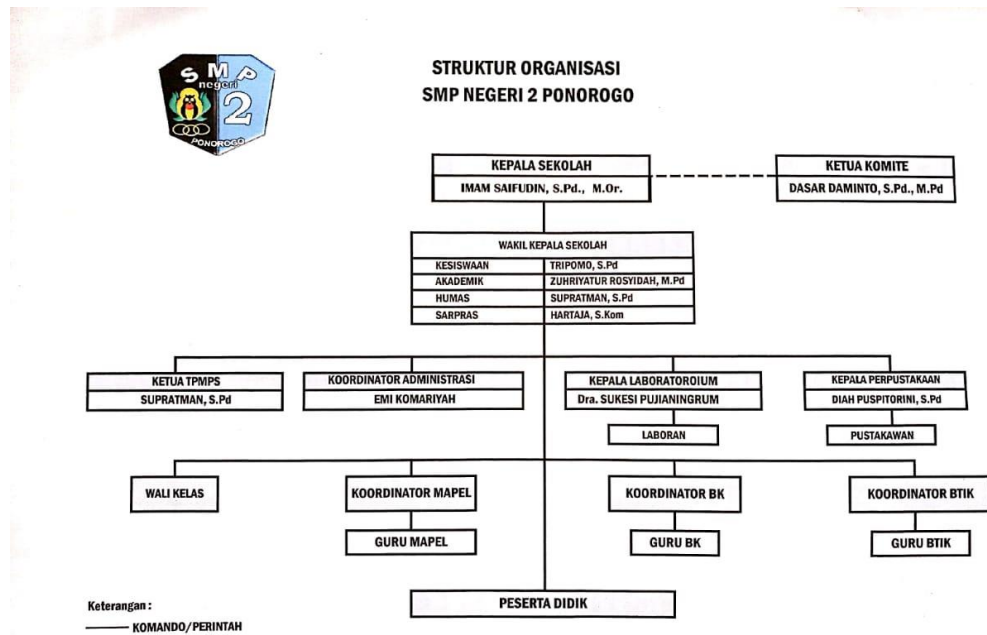 SMP
negeri
2
PONOROGO
STRUKTUR ORGANISASI
SMP NEGERI 2 PONOROGO
KEPALA SEKOLAH
IMAM SAIFUDIN, S.Pd., M.Or.
KETUA KOMITE
DASAR DAMINTO, S.Pd., M.Pd
WAKIL KEPALA SEKOLAH
KESISWAAN TRIPOMO, S.Pd
AKADEMIK ZUHRIYATUR ROSYIDAH, M.Pd
HUMAS SUPRATMAN, S.Pd
SARPRAS HARTAJA, S.Kom
KETUA TPMPS
SUPRATMAN, S.Pd
KOORDINATOR ADMINISTRASI
EMI KOMARIYAH
KEPALA LABORATOROIUM
Dra. SUKESI PUJIANINGRUM
LABORAN
KEPALA PERPUSTAKAAN
DIAH PUSPITORINI, S.Pd
PUSTAKAWAN
WALI KELAS
KOORDINATOR MAPEL
GURU MAPEL
KOORDINATOR BK
GURU BK
KOORDINATOR BTIK
GURU BTIK
PESERTA DIDIK
Keterangan :
KOMANDO/PERINTAH